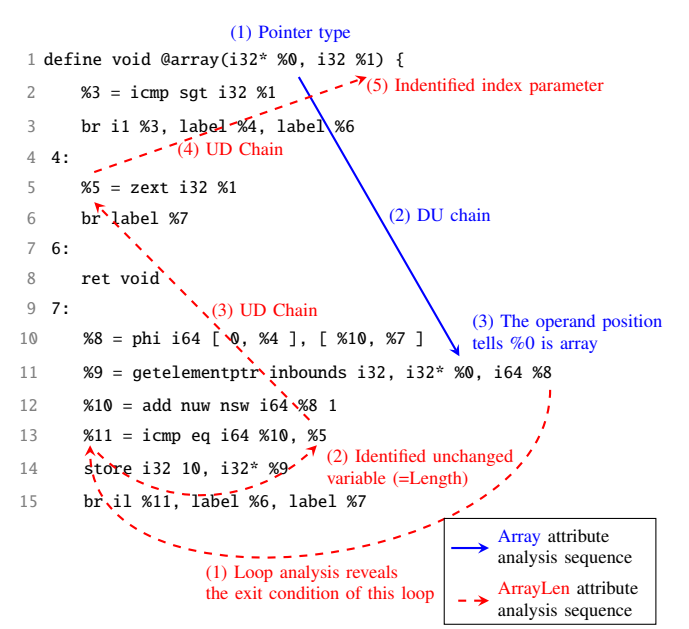 (1) Pointer type
1 define void @array(i32* %0, i32 %1) {
2 %3 = icmp sgt i32 %1
(5) Indentified index parameter
3 br i1 %3, label %4, label %6
(4) UD Chain
4 4:
5 %5 = zext i32 %1
6 br label %7
(2) DU chain
7 6:
8 ret void
9 7:
(3) UD Chain
(3) The operand position
tells %0 is array
10 %8 = phi i64 [ 0, %4 ], [ %10, %7 ]
11 %9 = getelementptr inbounds i32, i32* %0, i64 %8
12 %10 = add nuw nsw i64 %8 1
13 %11 = icmp eq i64 %10, %5
(2) Identified unchanged
variable (=Length)
14 store i32 10, i32* %9
15 br il %11, label %6, label %7
(1) Loop analysis reveals
the exit condition of this loop
Array attribute
analysis sequence
ArrayLen attribute
analysis sequence